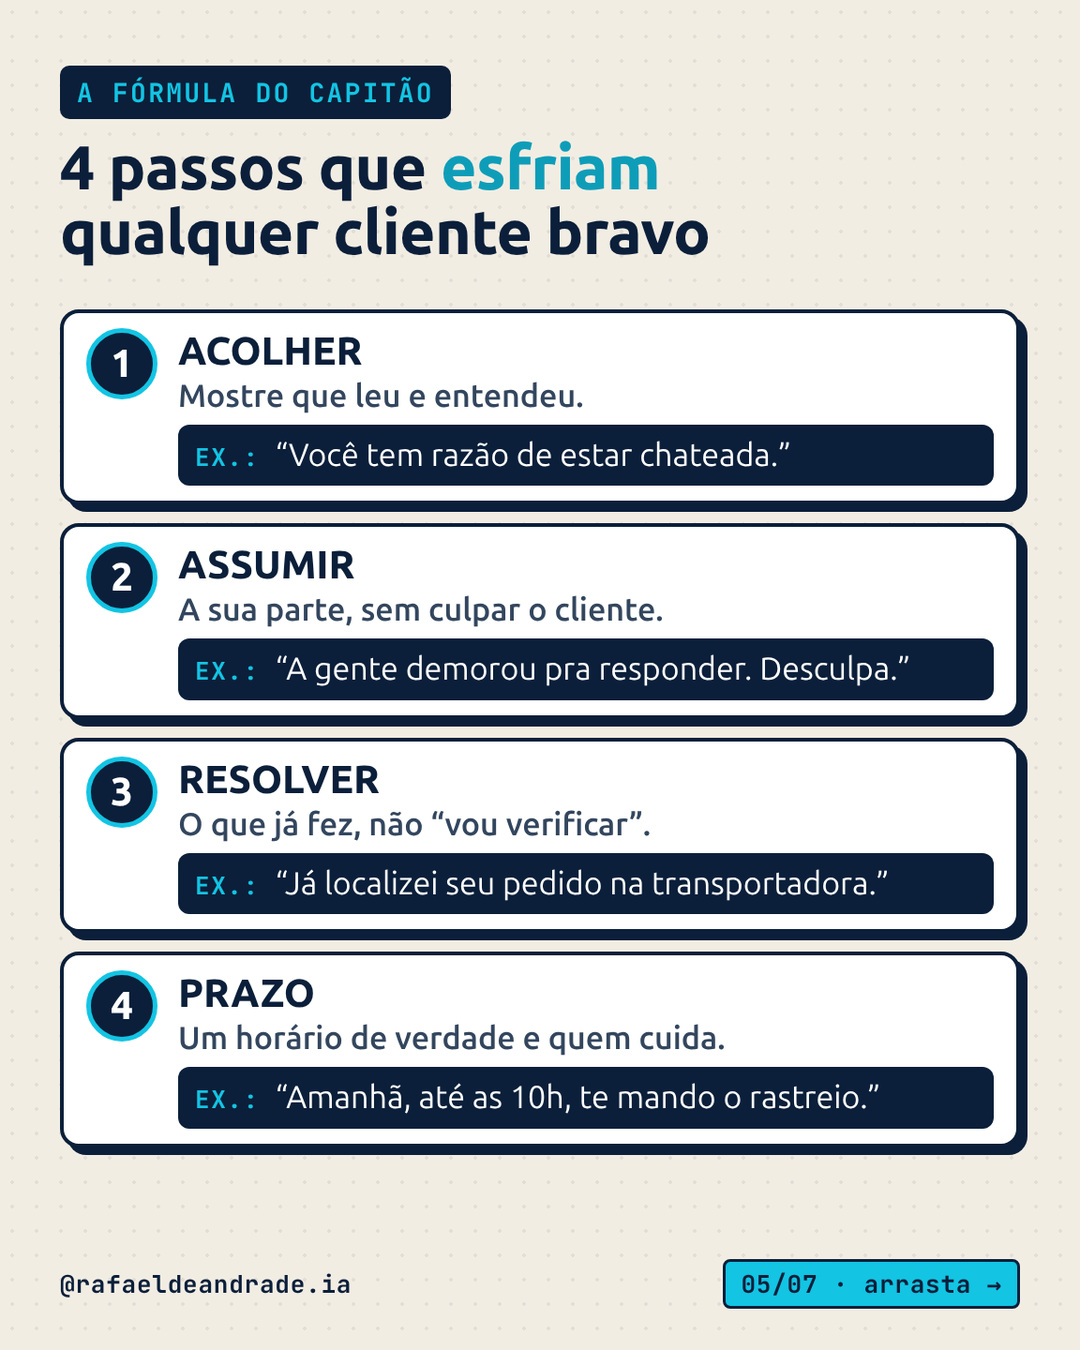 A FÓRMULA DO CAPITÃO
4 passos que esfriam
qualquer cliente bravo
1
ACOLHER
Mostre que leu e entendeu.
EX.: “Você tem razão de estar chateada.”
2
ASSUMIR
A sua parte, sem culpar o cliente.
EX.: “A gente demorou pra responder. Desculpa.”
3
RESOLVER
O que já fez, não “vou verificar”.
EX.: “Já localizei seu pedido na transportadora.”
4
PRAZO
Um horário de verdade e quem cuida.
EX.: “Amanhã, até as 10h, te mando o rastreio.”
@rafaeldeandrade.ia
05/07 · arrasta →